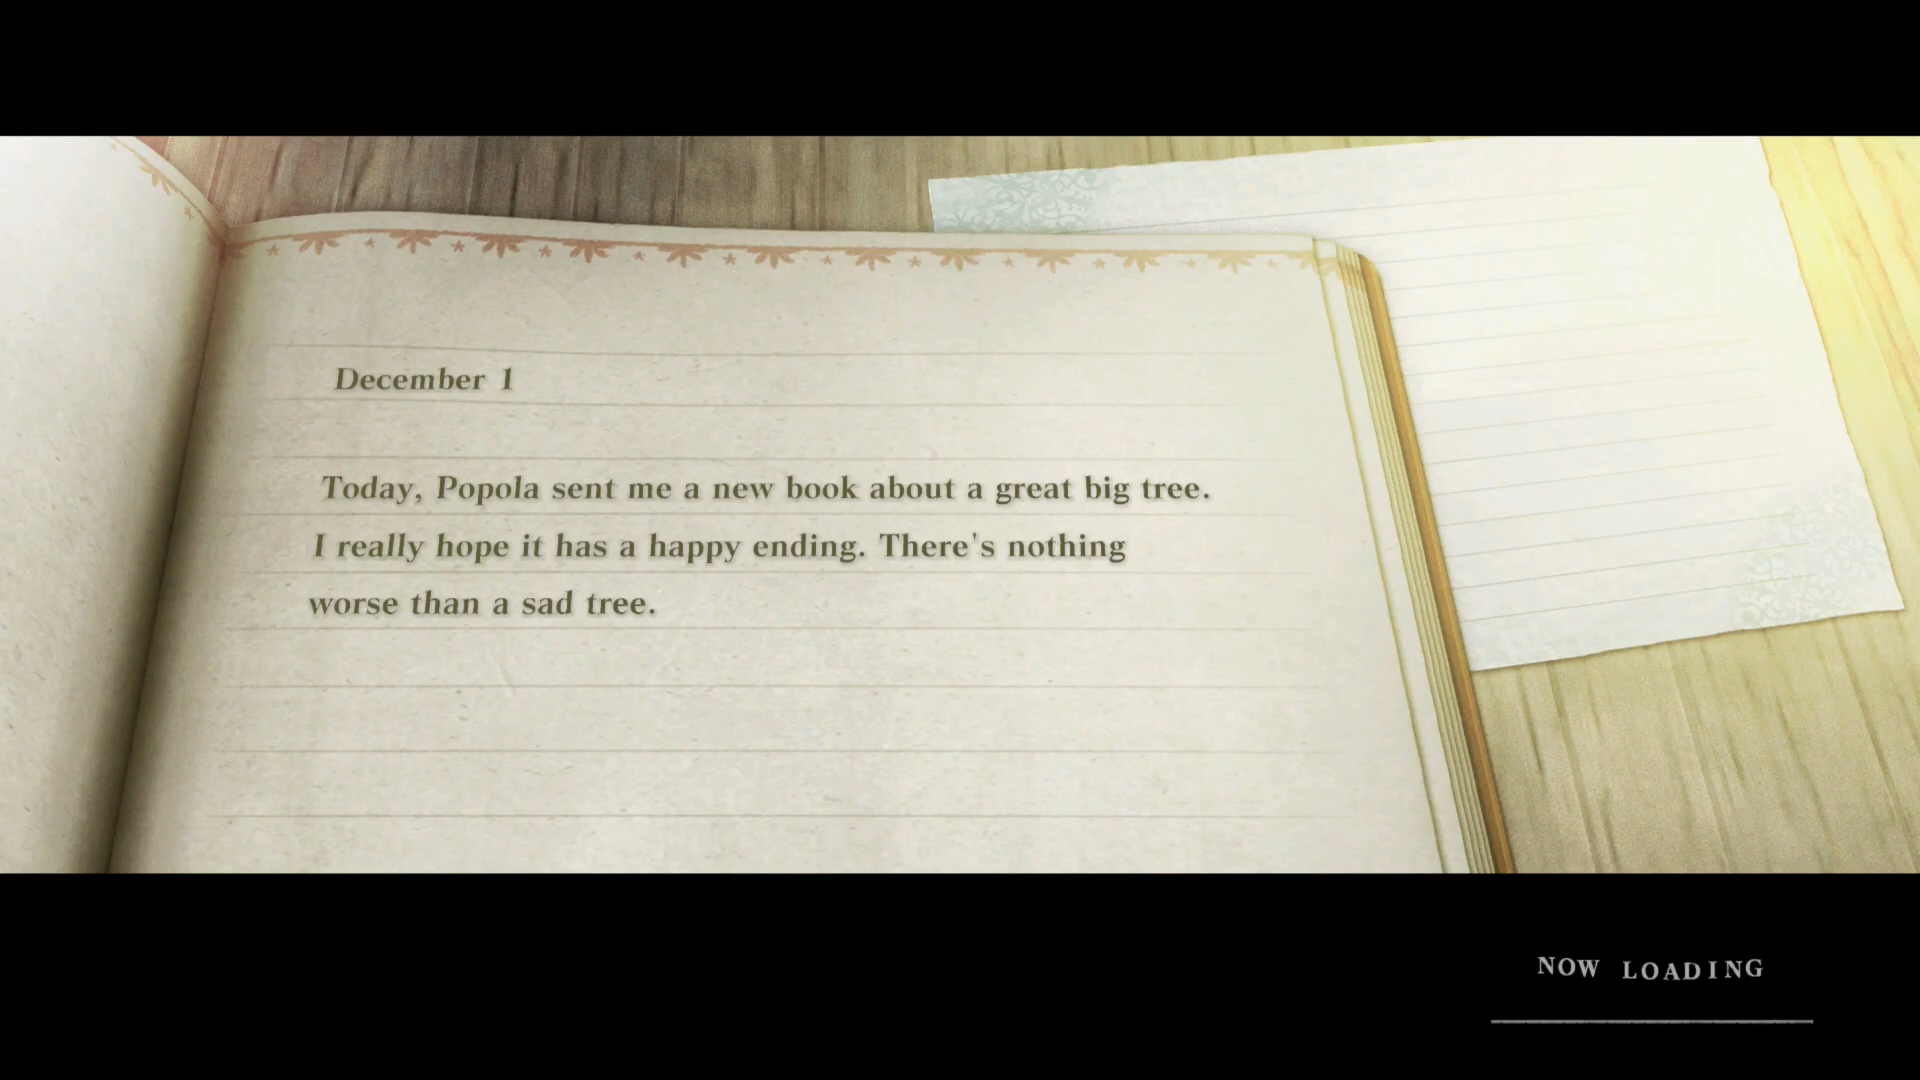 December 1
Today, Popola sent me a new book about a great big tree.
I really hope it has a happy ending. There's nothing
worse than a sad tree.
NOW LOADING